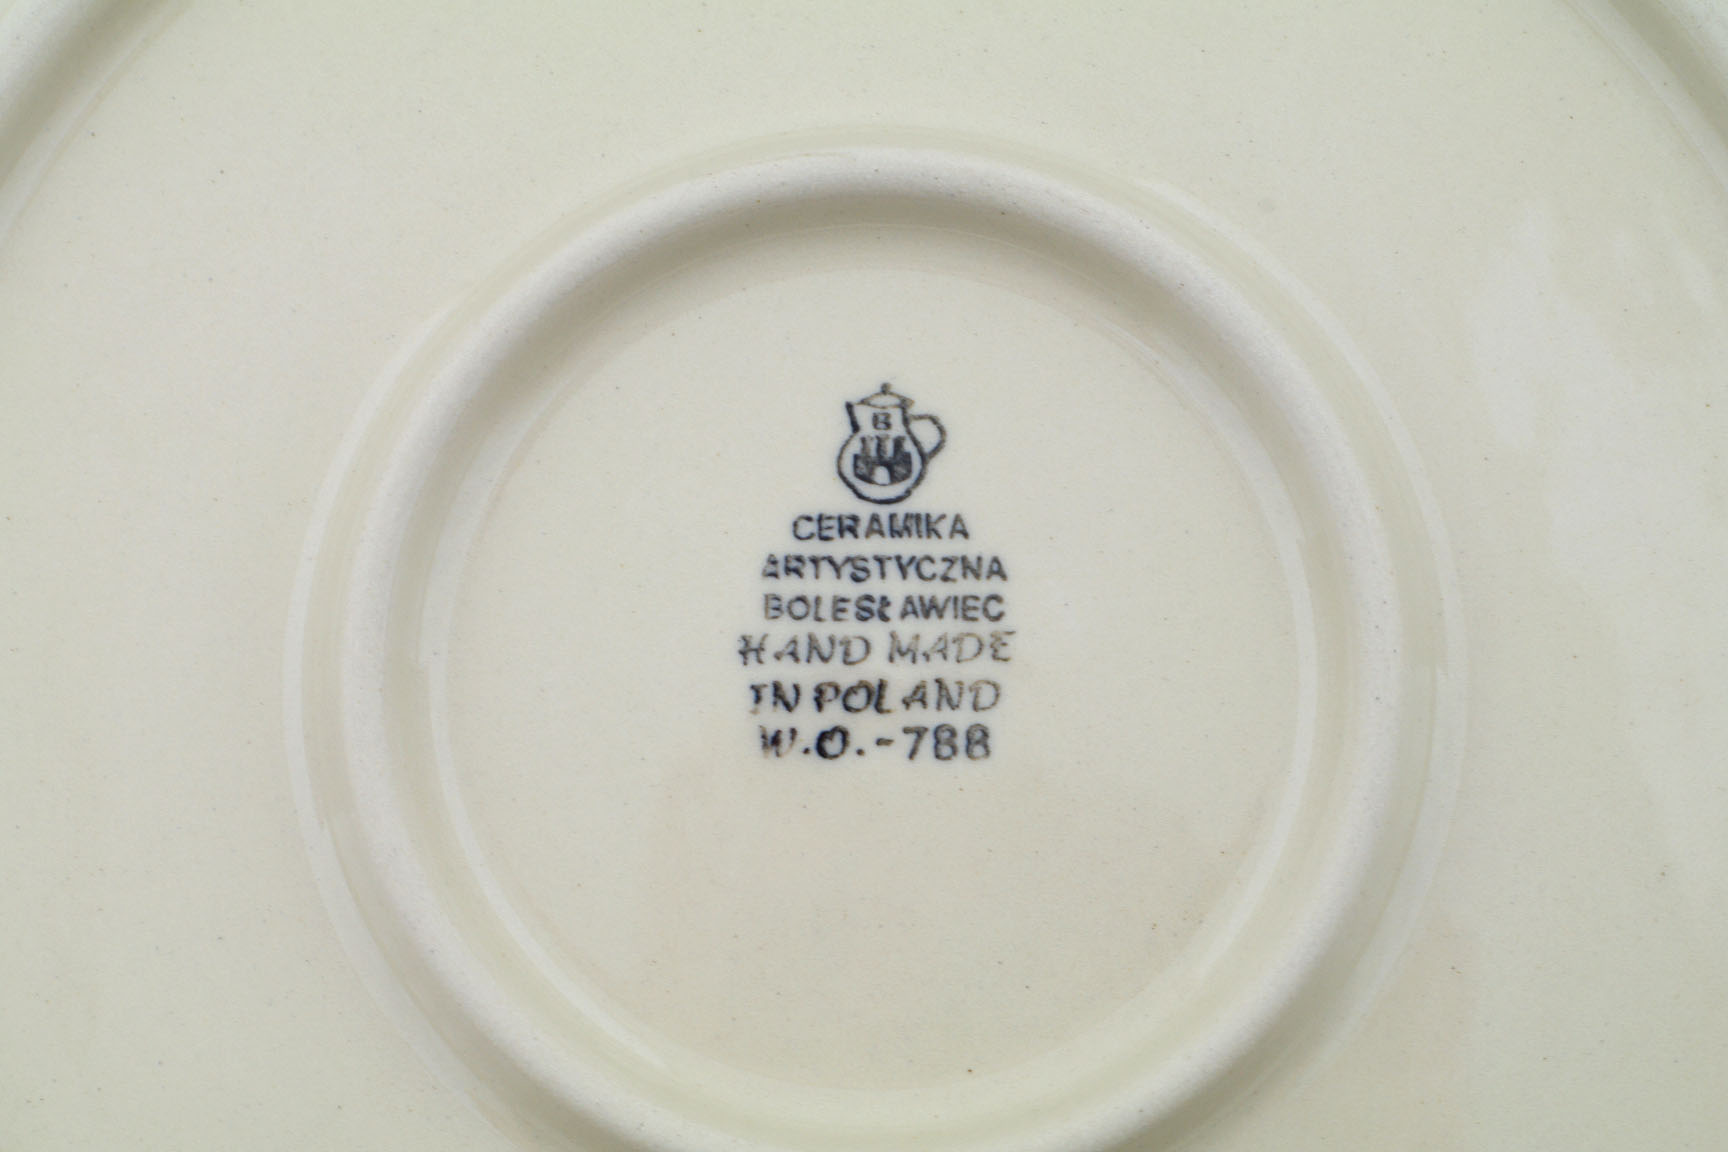 B
CERAMIKA
ARTYSTYCZNA
BOLESŁAWIEC
HAND MADE
IN POLAND
W.O.-788